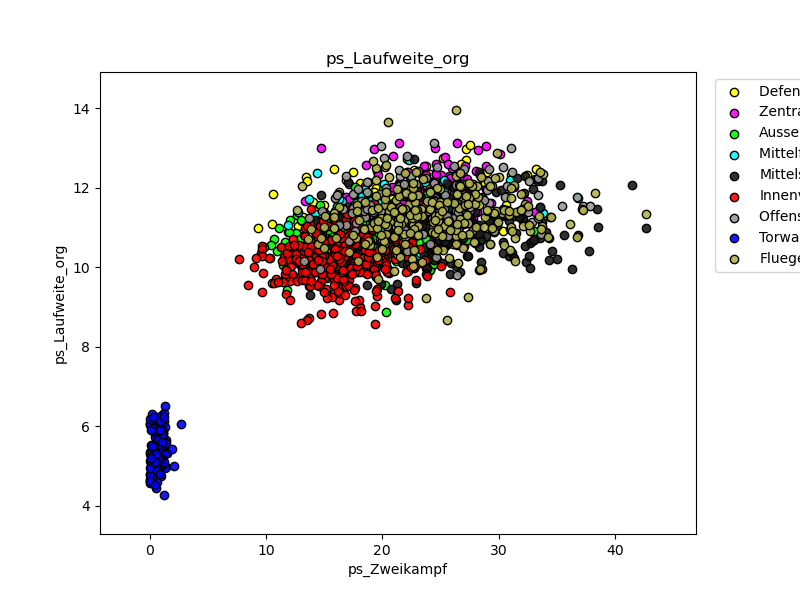 ps_Laufweite_org
14
12
10
8
6
4
ps_Laufweite_org
0
10
20
30
40
ps_Zweikampf
Defen
Zentra
Ausse
Mittelf
Mittels
Innenv
Offens
Torwa
Fluege